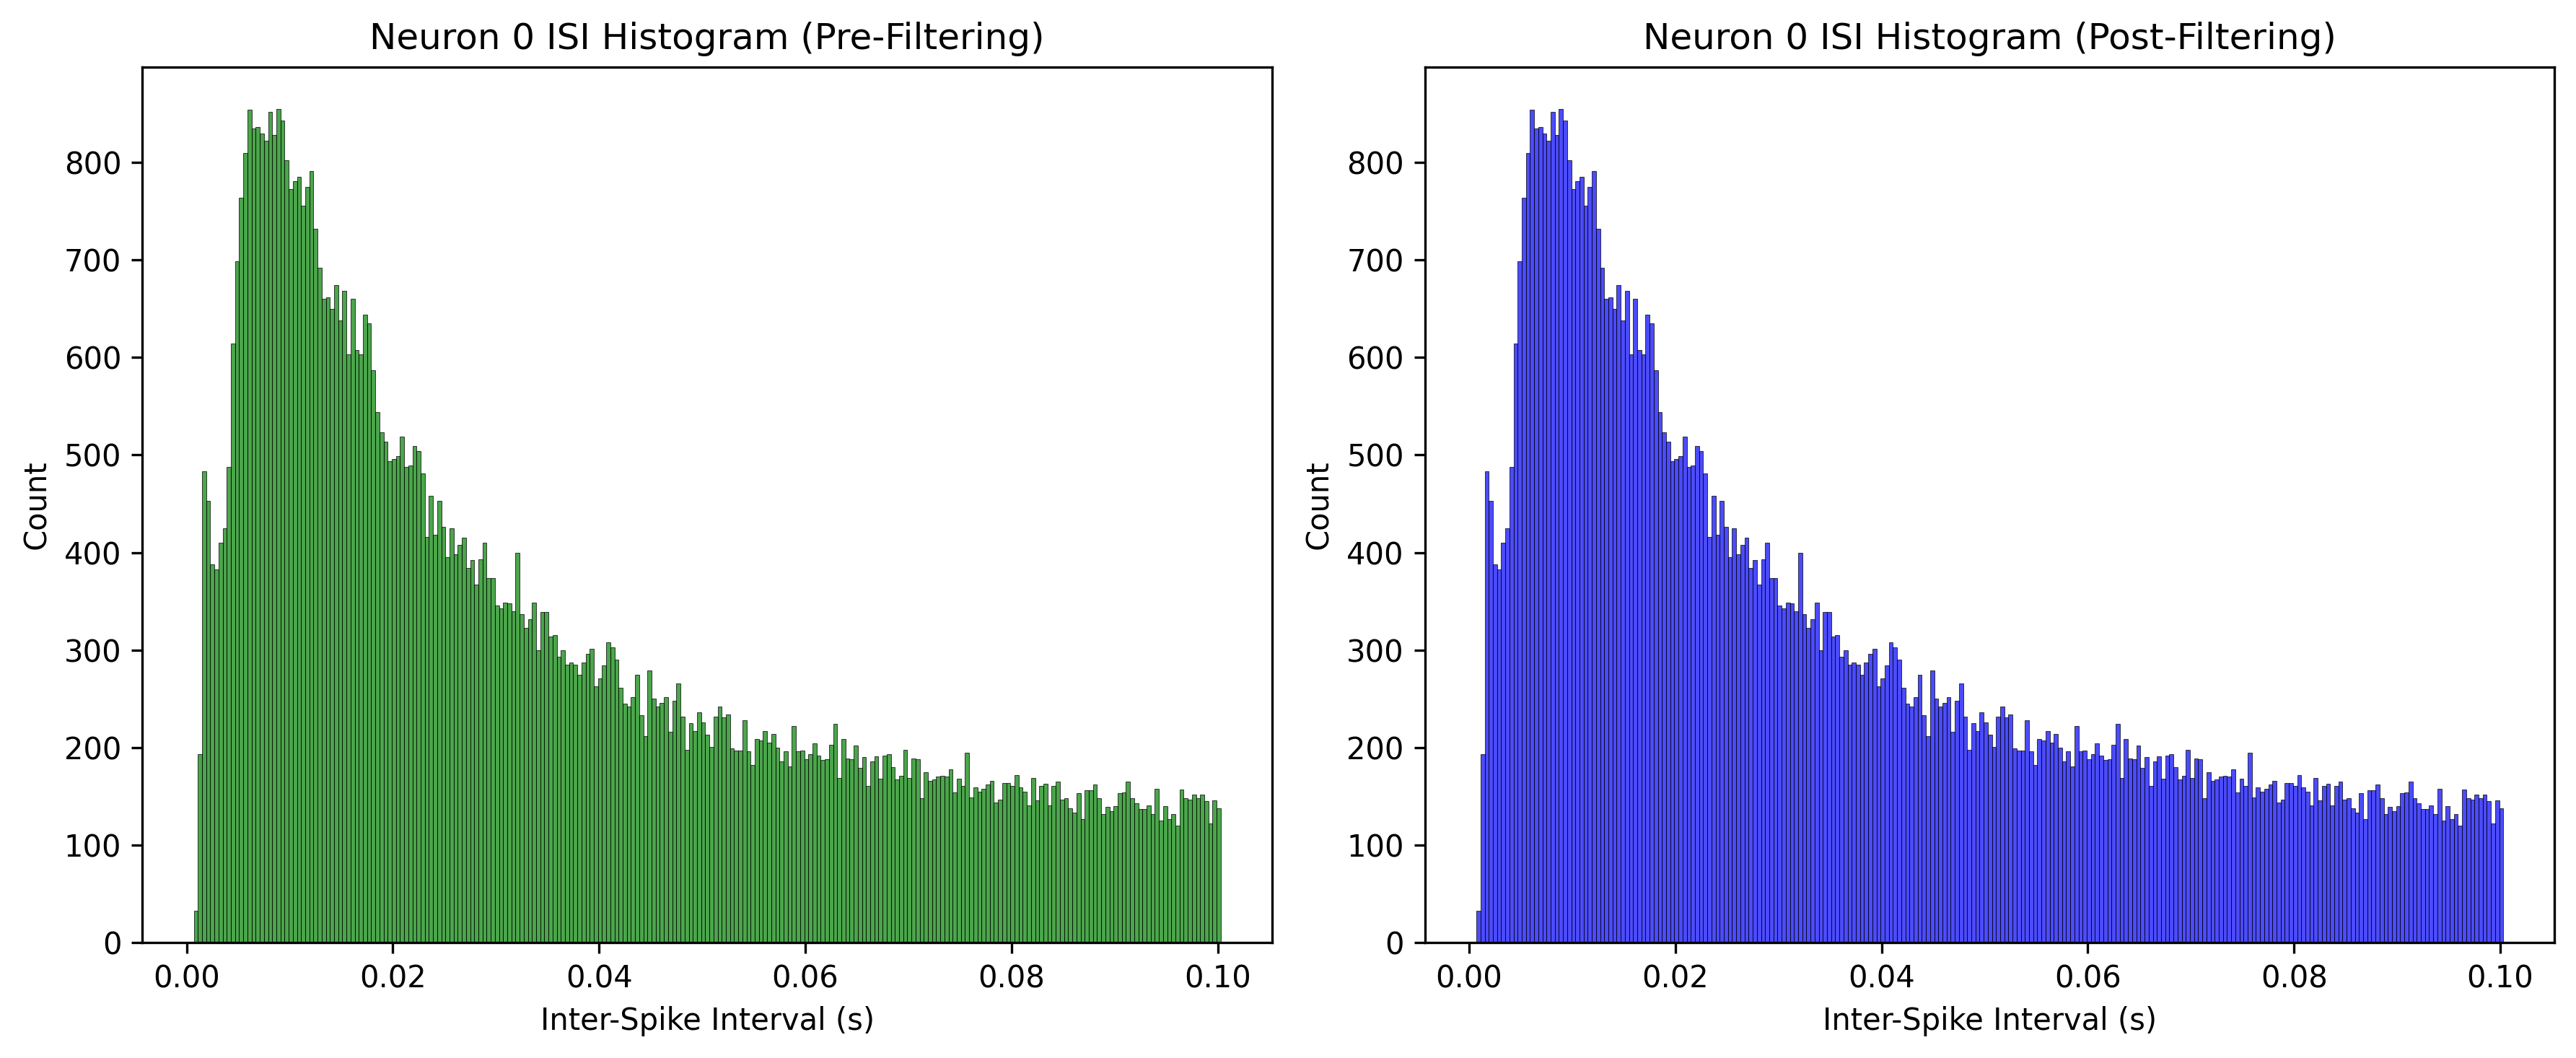 Neuron 0 ISI Histogram (Pre-Filtering)
Count
800
700
600
500
400
300
200
100
0
0.00 0.02 0.04 0.06 0.08 0.10
Inter-Spike Interval (s)
Neuron 0 ISI Histogram (Post-Filtering)
Count
800
700
600
500
400
300
200
100
0
0.00 0.02 0.04 0.06 0.08 0.10
Inter-Spike Interval (s)